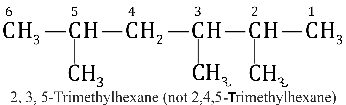 6 5 4 3 2 1
CH₃—CH—CH₂—CH—CH—CH₃
CH₃ CH₃. CH₃.
2, 3, 5-Trimethylhexane (not 2,4,5-Trimethylhexane)